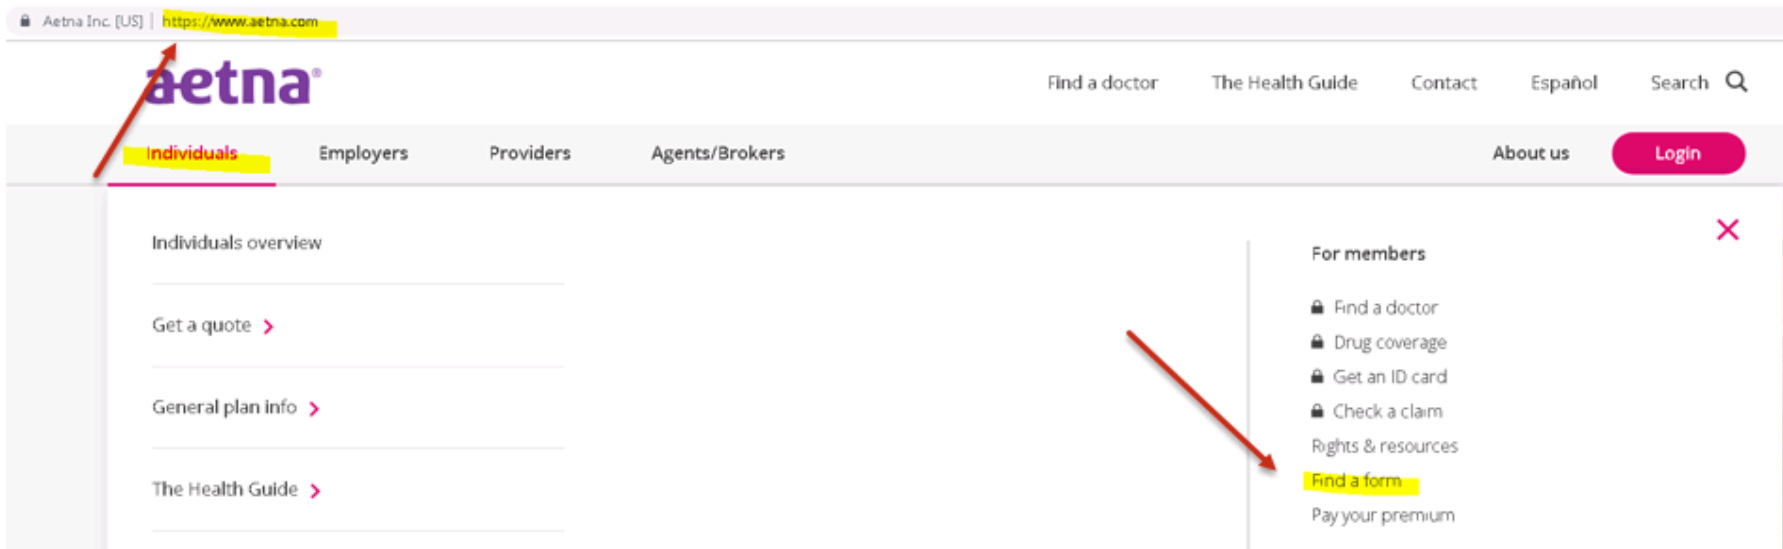 Aetna Inc. [US] | https://www.aetna.com
aetna®
Find a doctor The Health Guide Contact Español Search
Individuals Employers Providers Agents/Brokers About us Login
Individuals overview
Get a quote
General plan info
The Health Guide
For members
Find a doctor
Drug coverage
Get an ID card
Check a claim
Rights & resources
Find a form
Pay your premium